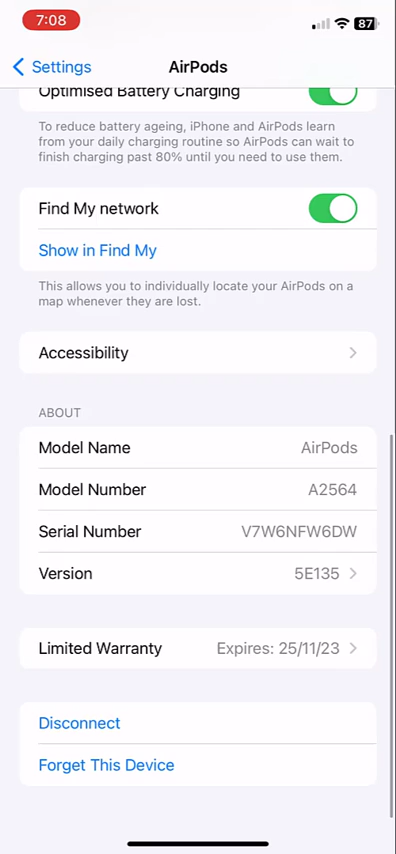 7:08
87
Settings
AirPods
Optimised Battery Charging
To reduce battery ageing, iPhone and AirPods learn
from your daily charging routine so AirPods can wait to
finish charging past 80% until you need to use them.
Find My network
Show in Find My
This allows you to individually locate your AirPods on a
map whenever they are lost.
Accessibility
ABOUT
Model Name AirPods
Model Number A2564
Serial Number V7W6NFW6DW
Version 5E135
Limited Warranty Expires: 25/11/23
Disconnect
Forget This Device